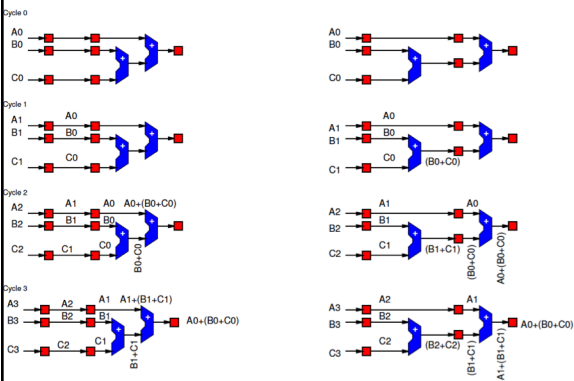 Cycle 0
A0
B0
C0
A0
B0
C0
+
+
+
+
Cycle 1
A1 A0
B1 B0
C1 C0
A1 A0
B1 B0
C1 C0 (B0+C0)
+
+
+
+
Cycle 2
A2 A1 A0 A0+(B0+C0)
B2 B1 B0
C2 C1 C0 B0+C0
A2 A1 A0
B2 B1
C2 C1 (B1+C1) (B0+C0) A0+(B0+C0)
+
+
+
+
Cycle 3
A3 A2 A1 A1+(B1+C1)
B3 B2 B1 A0+(B0+C0)
C3 C2 C1 B1+C1
A3 A2 A1
B3 B2 A0+(B0+C0)
C3 C2 (B2+C2) (B1+C1) A1+(B1+C1)
+
+
+
+